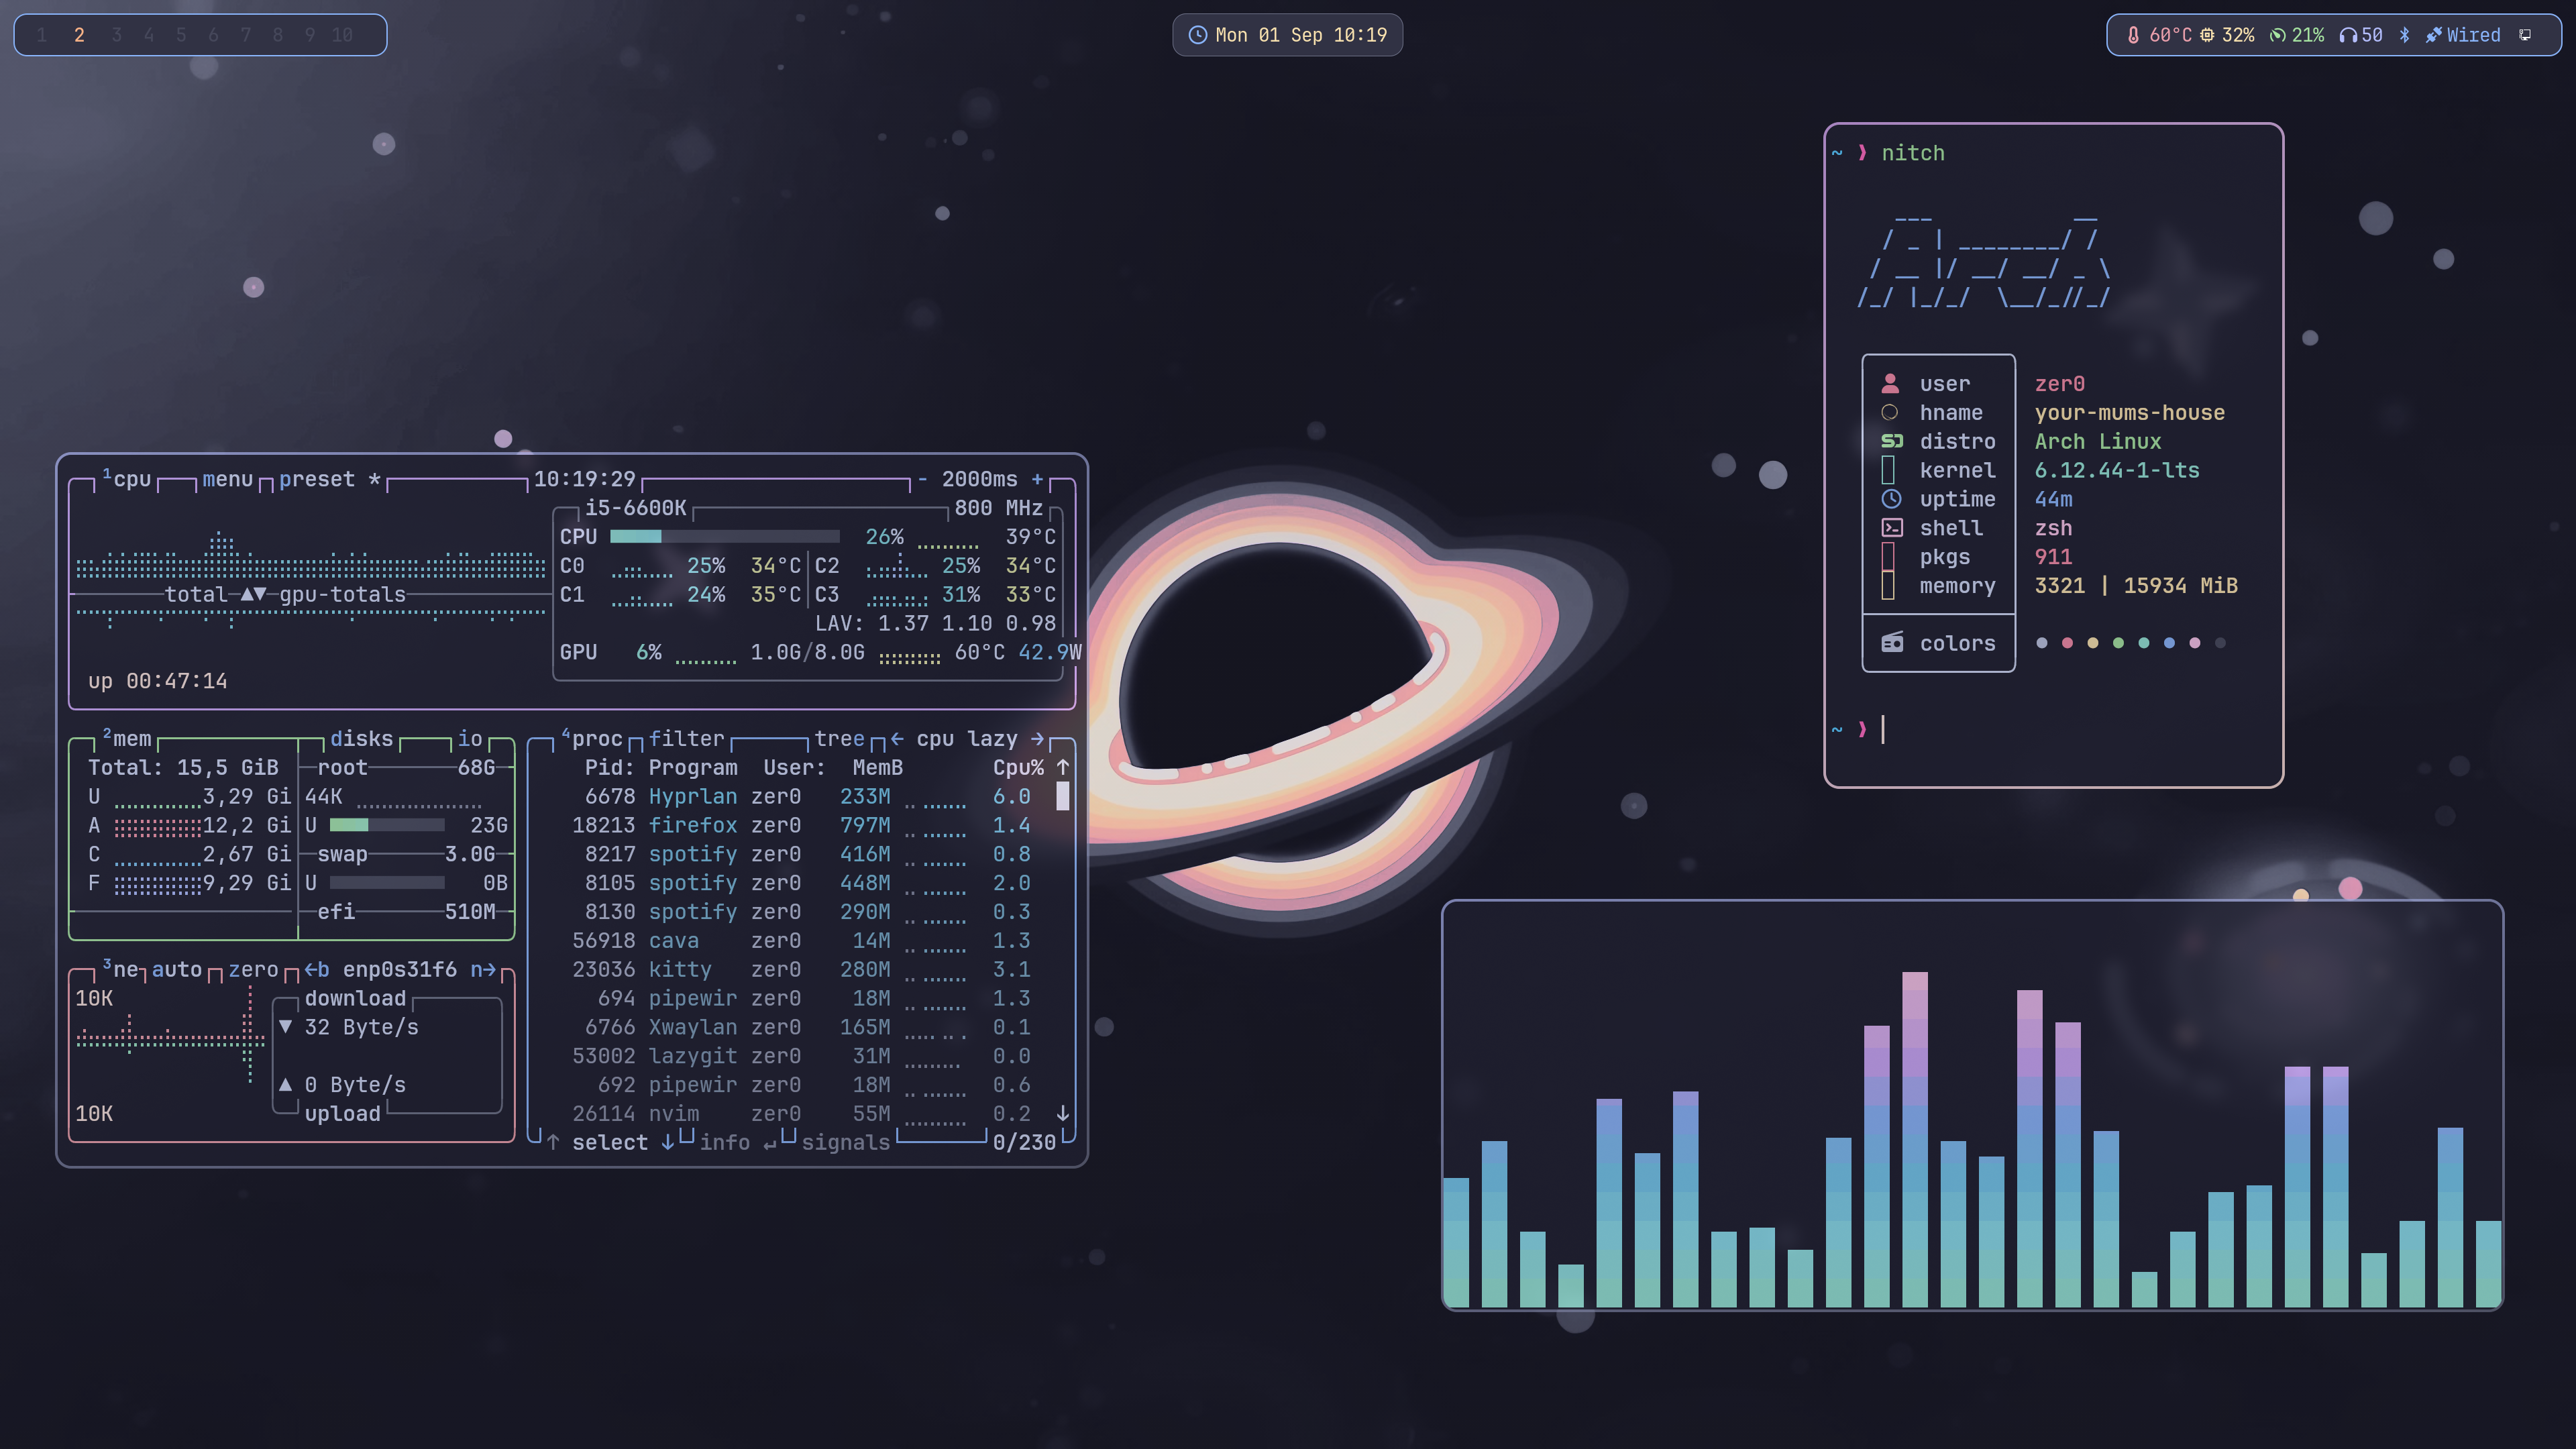 1 2 3 4 5 6 7 8 9 10
Mon 01 Sep 10:19
60°C 32% 21% 50 Wired
~ ❱ nitch
user zer0
hname your-mums-house
distro Arch Linux
kernel 6.12.44-1-lts
uptime 44m
shell zsh
pkgs 911
memory 3321 | 15934 MiB
colors
~ ❱
¹cpu menu preset * 10:19:29 - 2000ms +
i5-6600K 800 MHz
CPU 26% 39°C
C0 25% 34°C C2 25% 34°C
C1 24% 35°C C3 31% 33°C
total ▲▼ gpu-totals
LAV: 1.37 1.10 0.98
GPU 6% 1.0G/8.0G 60°C 42.9W
up 00:47:14
²mem disks io
Total: 15,5 GiB root 68G
U 3,29 Gi 44K
A 12,2 Gi U 23G
C 2,67 Gi swap 3.0G
F 9,29 Gi U 0B
efi 510M
³ne auto zero ←b enp0s31f6 n→
10K download
▼ 32 Byte/s
▲ 0 Byte/s
10K upload
⁴proc filter tree ← cpu lazy →
Pid: Program User: MemB Cpu% ↑
6678 Hyprlan zer0 233M 6.0
18213 firefox zer0 797M 1.4
8217 spotify zer0 416M 0.8
8105 spotify zer0 448M 2.0
8130 spotify zer0 290M 0.3
56918 cava zer0 14M 1.3
23036 kitty zer0 280M 3.1
694 pipewir zer0 18M 1.3
6766 Xwaylan zer0 165M 0.1
53002 lazygit zer0 31M 0.0
692 pipewir zer0 18M 0.6
26114 nvim zer0 55M 0.2 ↓
↑ select ↓ info ↵ signals 0/230